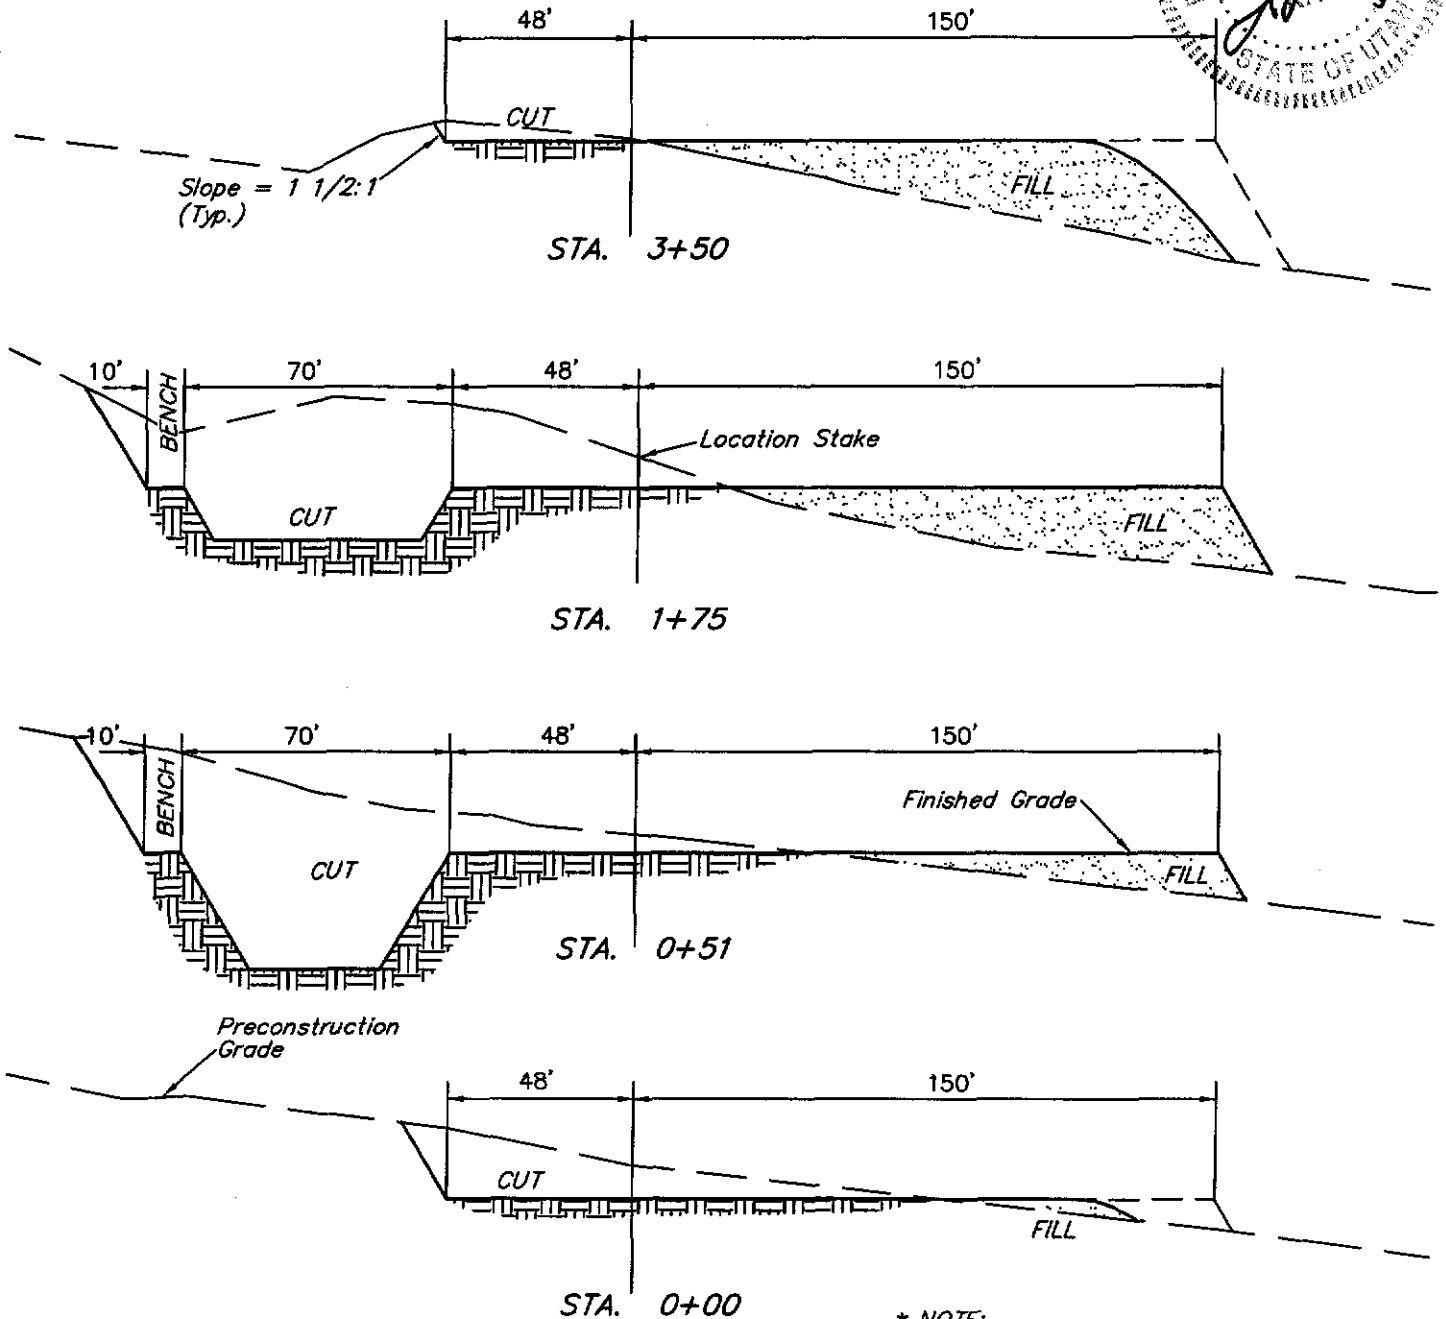 48' 150'
STATE OF UTAH
CUT
Slope = 1 1/2:1
(Typ.)
FILL
STA. 3+50
10' 70' 48' 150'
BENCH
Location Stake
CUT
FILL
STA. 1+75
10' 70' 48' 150'
BENCH
Finished Grade
CUT
FILL
STA. 0+51
Preconstruction
Grade
48' 150'
CUT
FILL
STA. 0+00
* NOTE: